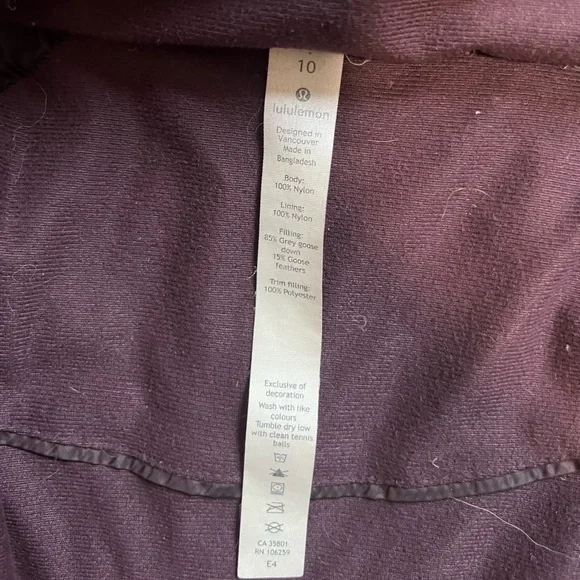 10
lululemon
Designed in
Vancouver
Made in
Bangladesh
Body:
100% Nylon
Lining:
100% Nylon
Filling:
85% Grey goose
down
15% Goose
feathers
Trim filling:
100% Polyester
Exclusive of
decoration
Wash with like
colours
Tumble dry low
with clean tennis
balls
CA 35801
RN 106259
E4